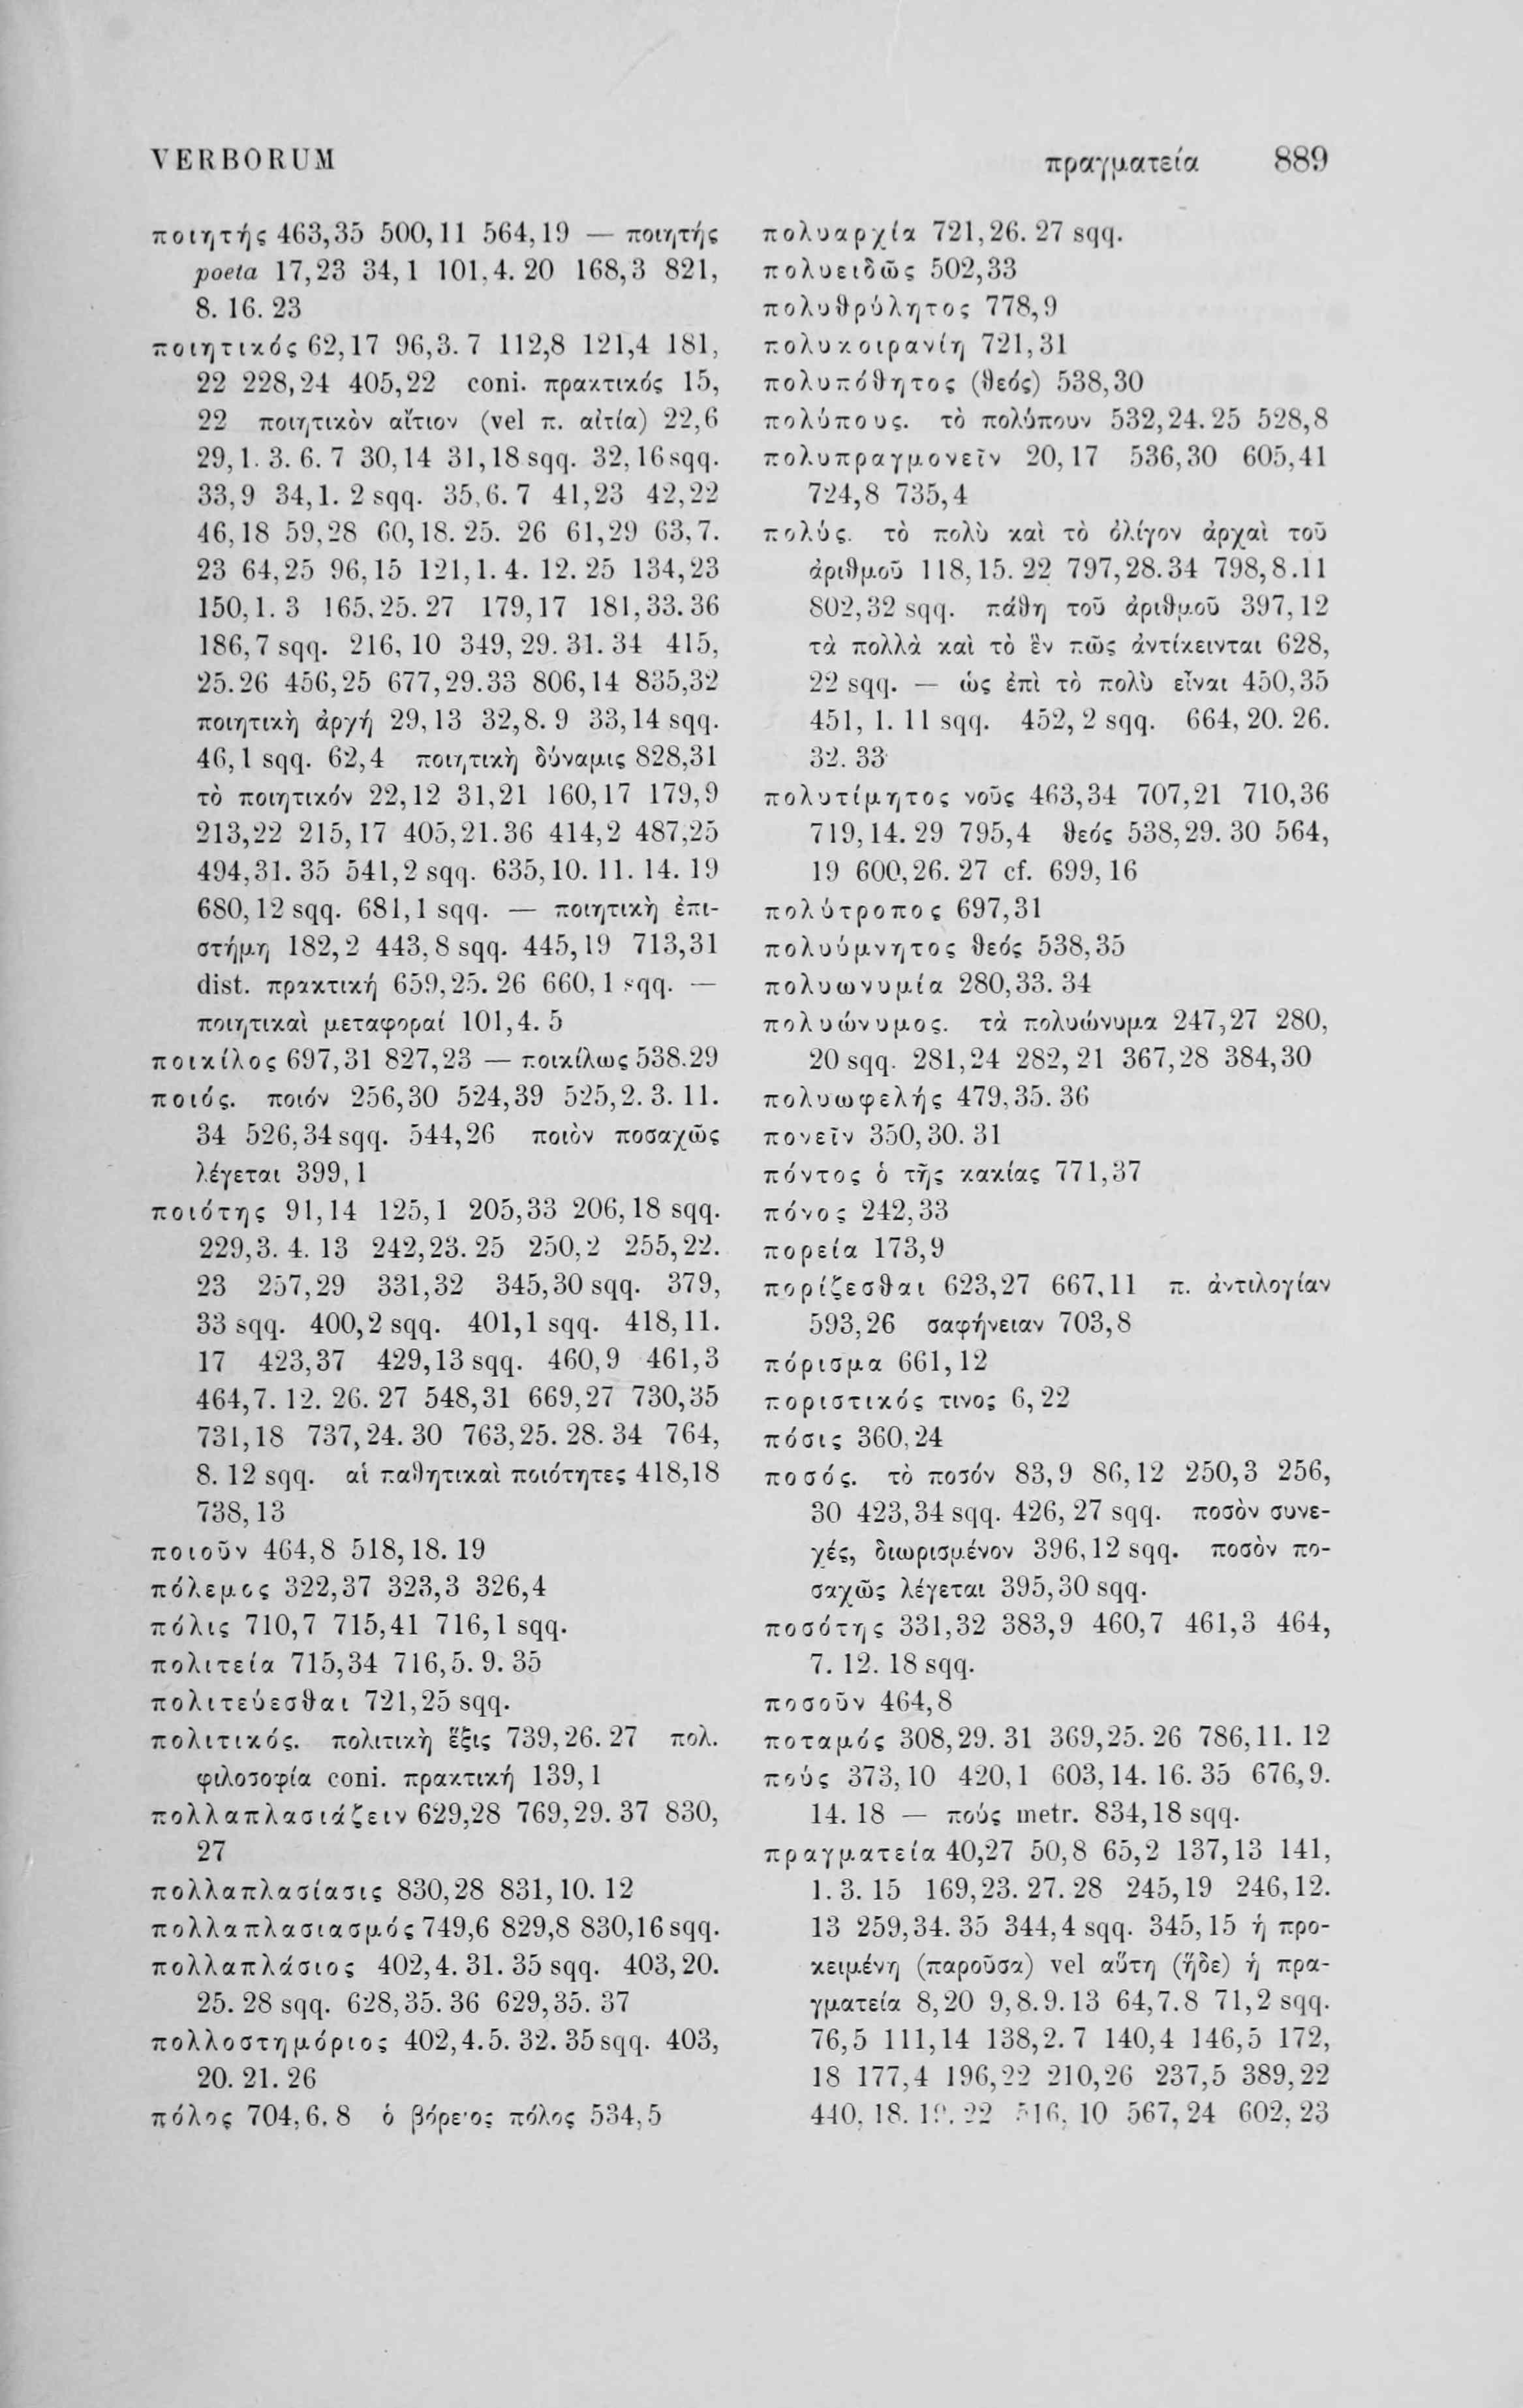 VERBORUM πραγματεία 889
ποιητής 463,35 500,11 564,19 — ποιητής
poeta 17,23 34,1 101,4. 20 168,3 821,
8. 16. 23
ποιητικός 62,17 96,3. 7 112,8 121,4 181,
22 228,24 405,22 coni. πρακτικός 15,
22 ποιητικὸν αἴτιον (vel π. αἰτία) 22,6
29,1. 3. 6. 7 30,14 31,18 sqq. 32,16 sqq.
33,9 34,1. 2 sqq. 35,6. 7 41,23 42,22
46,18 59,28 60,18. 25. 26 61,29 63,7.
23 64,25 96,15 121,1. 4. 12. 25 134,23
150,1. 3 165,25. 27 179,17 181,33. 36
186,7 sqq. 216,10 349,29. 31. 34 415,
25.26 456,25 677,29.33 806,14 835,32
ποιητικὴ ἀρχή 29,13 32,8. 9 33,14 sqq.
46,1 sqq. 62,4 ποιητικὴ δύναμις 828,31
τὸ ποιητικόν 22,12 31,21 160,17 179,9
213,22 215,17 405,21.36 414,2 487,25
494,31. 35 541,2 sqq. 635,10. 11. 14. 19
680,12 sqq. 681,1 sqq. — ποιητικὴ ἐπι-
στήμη 182,2 443,8 sqq. 445,19 713,31
dist. πρακτική 659,25. 26 660,1 sqq. —
ποιητικαὶ μεταφοραί 101,4. 5
ποικίλος 697,31 827,23 — ποικίλως 538.29
ποιός. ποιόν 256,30 524,39 525,2. 3. 11.
34 526,34 sqq. 544,26 ποιὸν ποσαχῶς
λέγεται 399,1
ποιότης 91,14 125,1 205,33 206,18 sqq.
229,3. 4. 13 242,23. 25 250,2 255,22.
23 257,29 331,32 345,30 sqq. 379,
33 sqq. 400,2 sqq. 401,1 sqq. 418,11.
17 423,37 429,13 sqq. 460,9 461,3
464,7. 12. 26. 27 548,31 669,27 730,35
731,18 737,24. 30 763,25. 28. 34 764,
8. 12 sqq. αἱ παθητικαὶ ποιότητες 418,18
738,13
ποιοῦν 464,8 518,18. 19
πόλεμος 322,37 323,3 326,4
πόλις 710,7 715,41 716,1 sqq.
πολιτεία 715,34 716,5. 9. 35
πολιτεύεσθαι 721,25 sqq.
πολιτικός. πολιτικὴ ἕξις 739,26. 27 πολ.
φιλοσοφία coni. πρακτική 139,1
πολλαπλασιάζειν 629,28 769,29. 37 830,
27
πολλαπλασίασις 830,28 831,10. 12
πολλαπλασιασμός 749,6 829,8 830,16 sqq.
πολλαπλάσιος 402,4. 31. 35 sqq. 403,20.
25. 28 sqq. 628,35. 36 629,35. 37
πολλοστημόριος 402,4.5. 32. 35 sqq. 403,
20. 21. 26
πόλος 704,6. 8 ὁ βόρειος πόλος 534,5
πολυαρχία 721,26. 27 sqq.
πολυειδῶς 502,33
πολυθρύλητος 778,9
πολυκοιρανίη 721,31
πολυπόθητος (θεός) 538,30
πολύπους. τὸ πολύπουν 532,24. 25 528,8
πολυπραγμονεῖν 20,17 536,30 605,41
724,8 735,4
πολύς. τὸ πολὺ καὶ τὸ ὀλίγον ἀρχαὶ τοῦ
ἀριθμοῦ 118,15. 22 797,28.34 798,8.11
802,32 sqq. πάθη τοῦ ἀριθμοῦ 397,12
τὰ πολλὰ καὶ τὸ ἓν πῶς ἀντίκεινται 628,
22 sqq. — ὡς ἐπὶ τὸ πολὺ εἶναι 450,35
451, 1. 11 sqq. 452, 2 sqq. 664, 20. 26.
32. 33
πολυτίμητος νοῦς 463,34 707,21 710,36
719,14. 29 795,4 θεός 538,29. 30 564,
19 600,26. 27 cf. 699,16
πολύτροπος 697,31
πολυύμνητος θεός 538,35
πολυωνυμία 280,33. 34
πολυώνυμος. τὰ πολυώνυμα 247,27 280,
20 sqq. 281,24 282,21 367,28 384,30
πολυωφελής 479,35. 36
πονεῖν 350,30. 31
πόντος ὁ τῆς κακίας 771,37
πόνος 242,33
πορεία 173,9
πορίζεσθαι 623,27 667,11 π. ἀντιλογίαν
593,26 σαφήνειαν 703,8
πόρισμα 661,12
ποριστικός τινος 6,22
πόσις 360,24
ποσός. τὸ ποσόν 83,9 86,12 250,3 256,
30 423,34 sqq. 426,27 sqq. ποσὸν συνε-
χές, διωρισμένον 396,12 sqq. ποσὸν πο-
σαχῶς λέγεται 395,30 sqq.
ποσότης 331,32 383,9 460,7 461,3 464,
7. 12. 18 sqq.
ποσοῦν 464,8
ποταμός 308,29. 31 369,25. 26 786,11. 12
πούς 373,10 420,1 603,14. 16. 35 676,9.
14. 18 — πούς metr. 834,18 sqq.
πραγματεία 40,27 50,8 65,2 137,13 141,
1. 3. 15 169,23. 27. 28 245,19 246,12.
13 259,34. 35 344,4 sqq. 345,15 ἡ προ-
κειμένη (παροῦσα) vel αὕτη (ἥδε) ἡ πρα-
γματεία 8,20 9,8. 9. 13 64,7. 8 71,2 sqq.
76,5 111,14 138,2. 7 140,4 146,5 172,
18 177,4 196,22 210,26 237,5 389,22
440, 18. 19. 22 516, 10 567, 24 602, 23